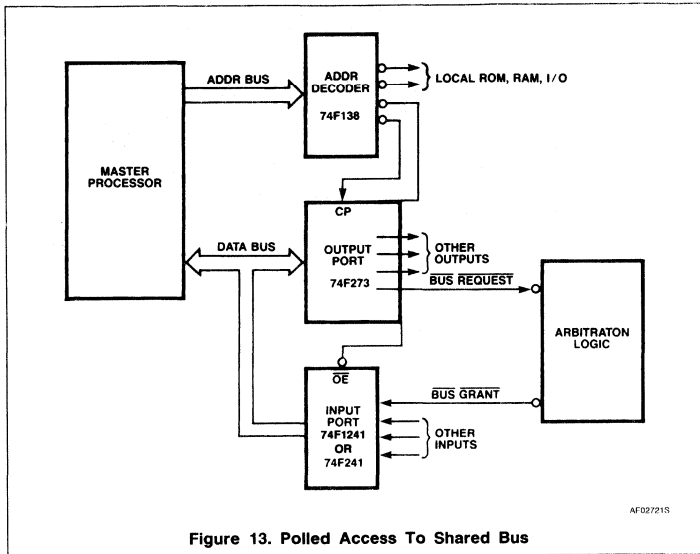 ADDR BUS
ADDR
DECODER
74F138
LOCAL ROM, RAM, I/O
MASTER
PROCESSOR
CP
DATA BUS
OUTPUT
PORT
74F273
OTHER
OUTPUTS
BUS REQUEST
ARBITRATON
LOGIC
OE
BUS GRANT
INPUT
PORT
74F1241
OR
74F241
OTHER
INPUTS
AF02721S
Figure 13. Polled Access To Shared Bus